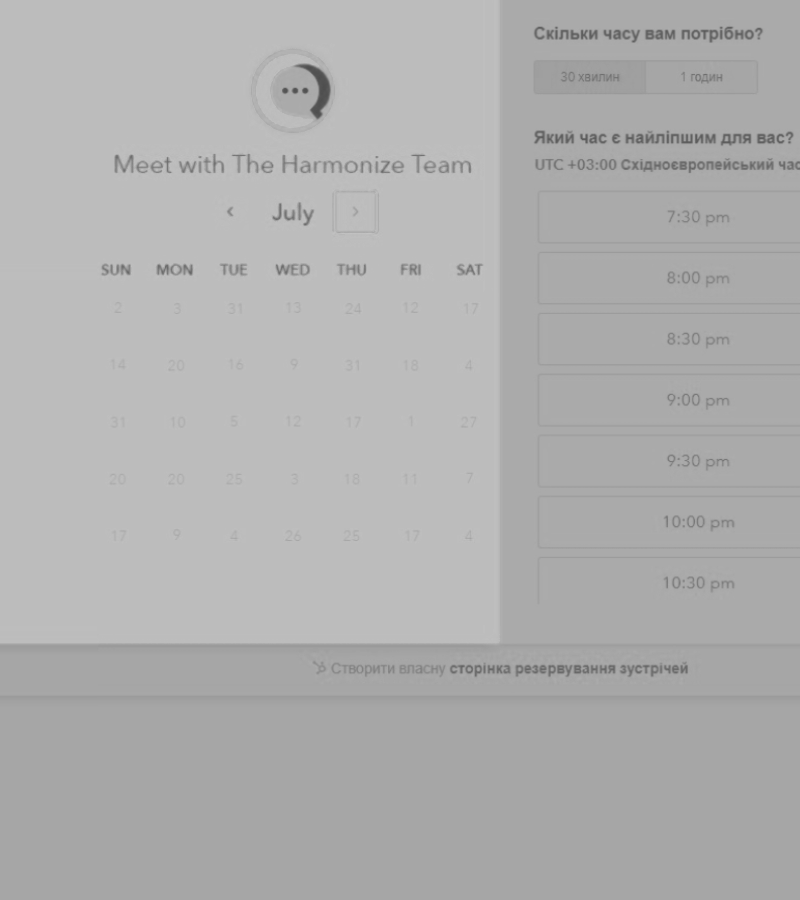 Meet with The Harmonize Team
‹ July ›
SUN MON TUE WED THU FRI SAT
2 3 31 13 24 12 17
14 20 16 9 31 18 4
31 10 5 12 17 1 27
20 20 25 3 18 11 7
17 9 4 26 25 17 4
Скільки часу вам потрібно?
30 хвилин 1 годин
Який час є найліпшим для вас?
UTC +03:00 Східноєвропейський час
7:30 pm
8:00 pm
8:30 pm
9:00 pm
9:30 pm
10:00 pm
10:30 pm
Створити власну сторінка резервування зустрічей